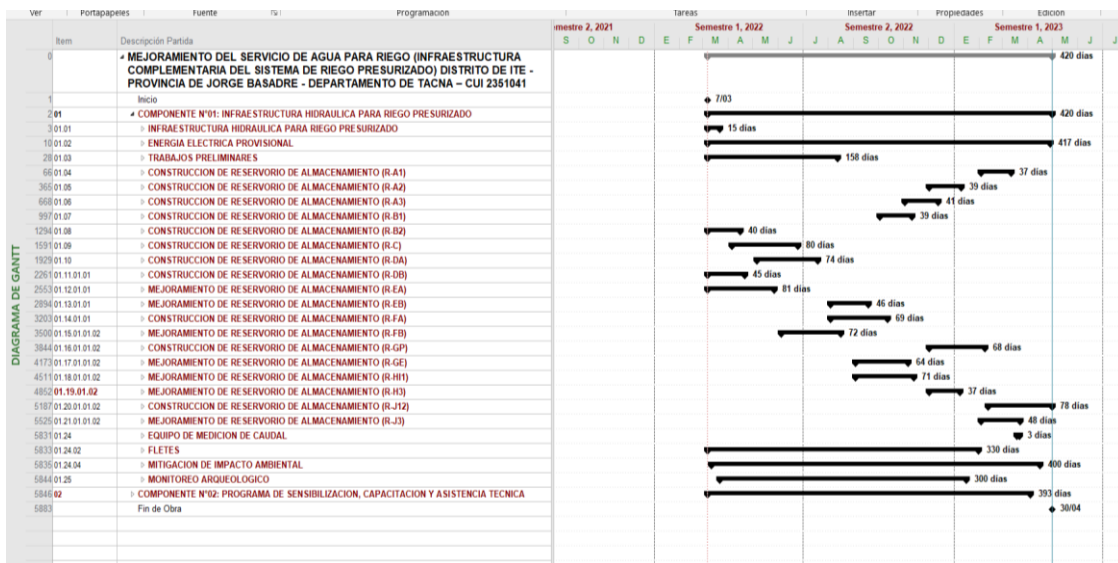 Ver Portapapeles Fuente Programación Tareas Insertar Propiedades Edición
mestre 2, 2021 Semestre 1, 2022 Semestre 2, 2022 Semestre 1, 2023
Item Descripción Partida S O N D E F M A M J J A S O N D E F M A M J J
0 MEJORAMIENTO DEL SERVICIO DE AGUA PARA RIEGO (INFRAESTRUCTURA 420 días
COMPLEMENTARIA DEL SISTEMA DE RIEGO PRESURIZADO) DISTRITO DE ITE -
PROVINCIA DE JORGE BASADRE - DEPARTAMENTO DE TACNA – CUI 2351041
1 Inicio 7/03
2 01 COMPONENTE N°01: INFRAESTRUCTURA HIDRAULICA PARA RIEGO PRESURIZADO 420 días
3 01.01 INFRAESTRUCTURA HIDRAULICA PARA RIEGO PRESURIZADO 15 días
10 01.02 ENERGIA ELECTRICA PROVISIONAL 417 días
28 01.03 TRABAJOS PRELIMINARES 158 días
66 01.04 CONSTRUCCION DE RESERVORIO DE ALMACENAMIENTO (R-A1) 37 días
365 01.05 CONSTRUCCION DE RESERVORIO DE ALMACENAMIENTO (R-A2) 39 días
668 01.06 CONSTRUCCION DE RESERVORIO DE ALMACENAMIENTO (R-A3) 41 días
997 01.07 CONSTRUCCION DE RESERVORIO DE ALMACENAMIENTO (R-B1) 39 días
1294 01.08 CONSTRUCCION DE RESERVORIO DE ALMACENAMIENTO (R-B2) 40 días
1591 01.09 CONSTRUCCION DE RESERVORIO DE ALMACENAMIENTO (R-C) 80 días
1929 01.10 CONSTRUCCION DE RESERVORIO DE ALMACENAMIENTO (R-DA) 74 días
2261 01.11.01.01 CONSTRUCCION DE RESERVORIO DE ALMACENAMIENTO (R-DB) 45 días
2553 01.12.01.01 MEJORAMIENTO DE RESERVORIO DE ALMACENAMIENTO (R-EA) 81 días
2894 01.13.01.01 MEJORAMIENTO DE RESERVORIO DE ALMACENAMIENTO (R-EB) 46 días
3203 01.14.01.01 CONSTRUCCION DE RESERVORIO DE ALMACENAMIENTO (R-FA) 69 días
3500 01.15.01.01.02 MEJORAMIENTO DE RESERVORIO DE ALMACENAMIENTO (R-FB) 72 días
3844 01.16.01.01.02 CONSTRUCCION DE RESERVORIO DE ALMACENAMIENTO (R-GP) 68 días
4173 01.17.01.01.02 MEJORAMIENTO DE RESERVORIO DE ALMACENAMIENTO (R-GE) 64 días
4511 01.18.01.01.02 MEJORAMIENTO DE RESERVORIO DE ALMACENAMIENTO (R-HI1) 71 días
4852 01.19.01.02 MEJORAMIENTO DE RESERVORIO DE ALMACENAMIENTO (R-H3) 37 días
5187 01.20.01.01.02 CONSTRUCCION DE RESERVORIO DE ALMACENAMIENTO (R-J12) 78 días
5525 01.21.01.01.02 MEJORAMIENTO DE RESERVORIO DE ALMACENAMIENTO (R-J3) 48 días
5831 01.24 EQUIPO DE MEDICION DE CAUDAL 3 días
5833 01.24.02 FLETES 330 días
5835 01.24.04 MITIGACION DE IMPACTO AMBIENTAL 400 días
5844 01.25 MONITOREO ARQUEOLOGICO 300 días
5846 02 COMPONENTE N°02: PROGRAMA DE SENSIBILIZACION, CAPACITACION Y ASISTENCIA TECNICA 393 días
5883 Fin de Obra 30/04
DIAGRAMA DE GANTT